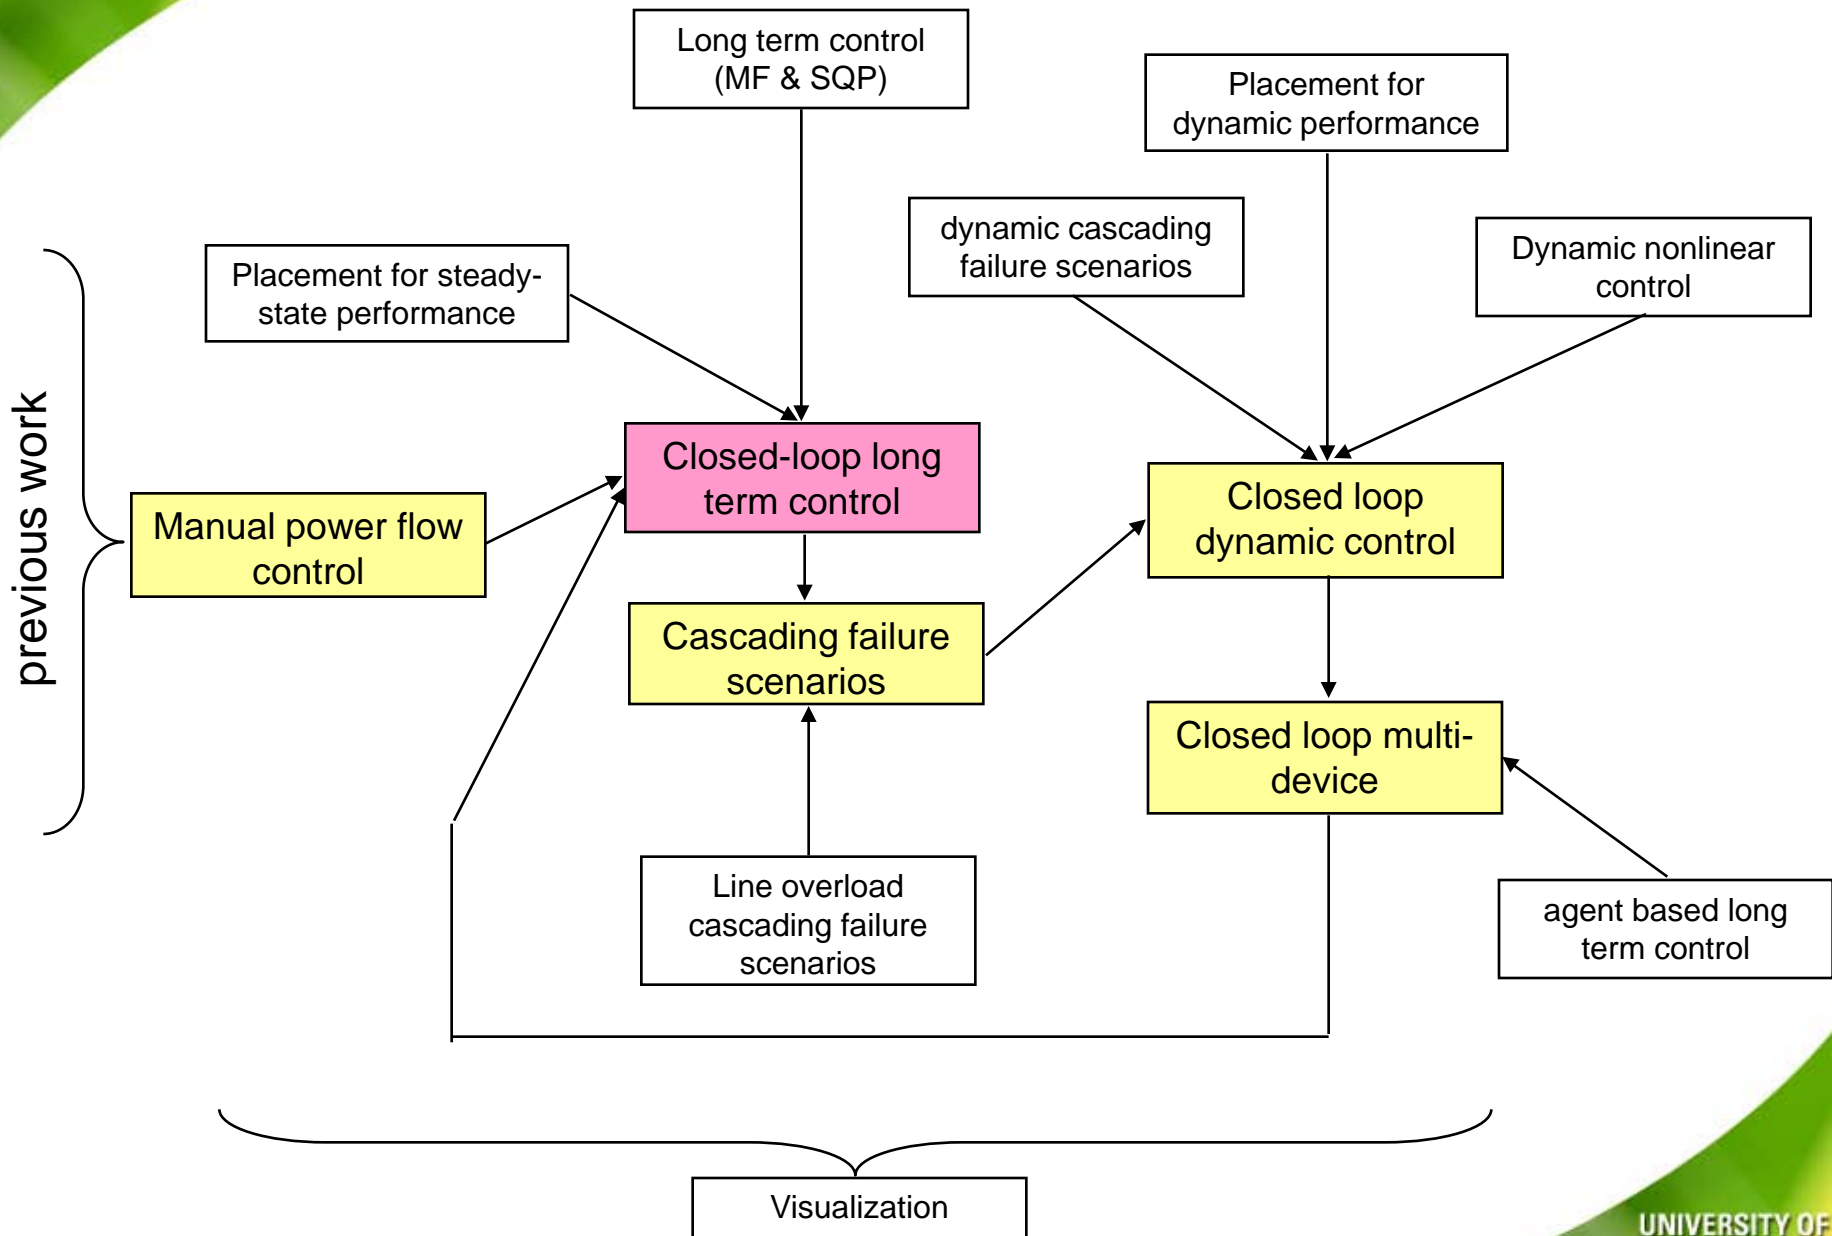 Long term control
(MF & SQP)
Placement for
dynamic performance
dynamic cascading
failure scenarios
Dynamic nonlinear
control
Placement for steady-
state performance
previous work
Closed-loop long
term control
Manual power flow
control
Closed loop
dynamic control
Cascading failure
scenarios
Closed loop multi-
device
Line overload
cascading failure
scenarios
agent based long
term control
Visualization
UNIVERSITY OF